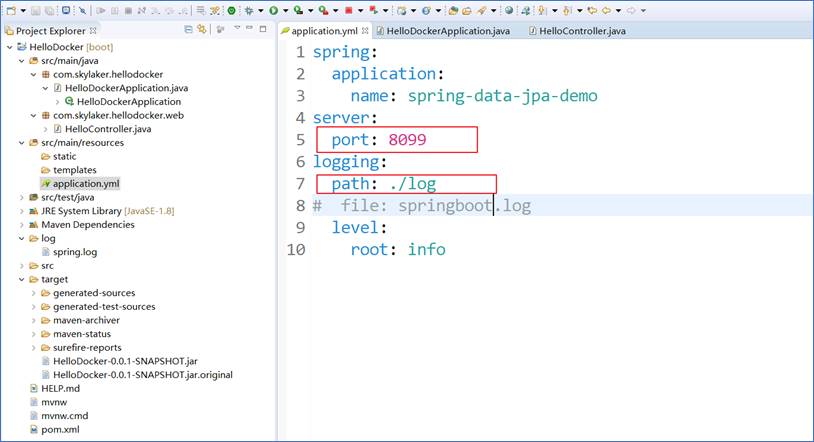 Project Explorer
HelloDocker [boot]
src/main/java
com.skylaker.hellodocker
HelloDockerApplication.java
HelloDockerApplication
com.skylaker.hellodocker.web
HelloController.java
src/main/resources
static
templates
application.yml
src/test/java
JRE System Library [JavaSE-1.8]
Maven Dependencies
log
spring.log
src
target
generated-sources
generated-test-sources
maven-archiver
maven-status
surefire-reports
HelloDocker-0.0.1-SNAPSHOT.jar
HelloDocker-0.0.1-SNAPSHOT.jar.original
HELP.md
mvnw
mvnw.cmd
pom.xml
application.yml HelloDockerApplication.java HelloController.java
1 spring:
2 application:
3 name: spring-data-jpa-demo
4 server:
5 port: 8099
6 logging:
7 path: ./log
8 # file: springboot.log
9 level:
10 root: info